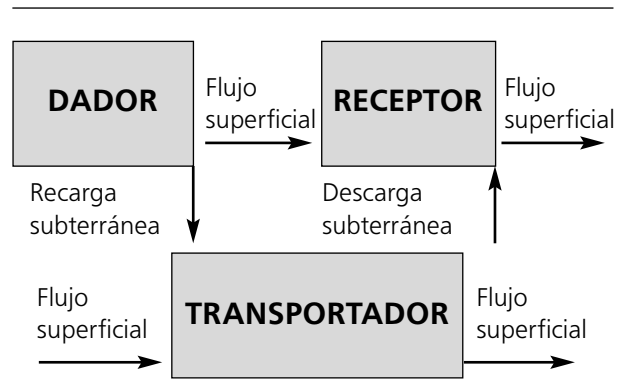 DADOR
Flujo
superficial
RECEPTOR
Flujo
superficial
Recarga
subterránea
Descarga
subterránea
Flujo
superficial
TRANSPORTADOR
Flujo
superficial